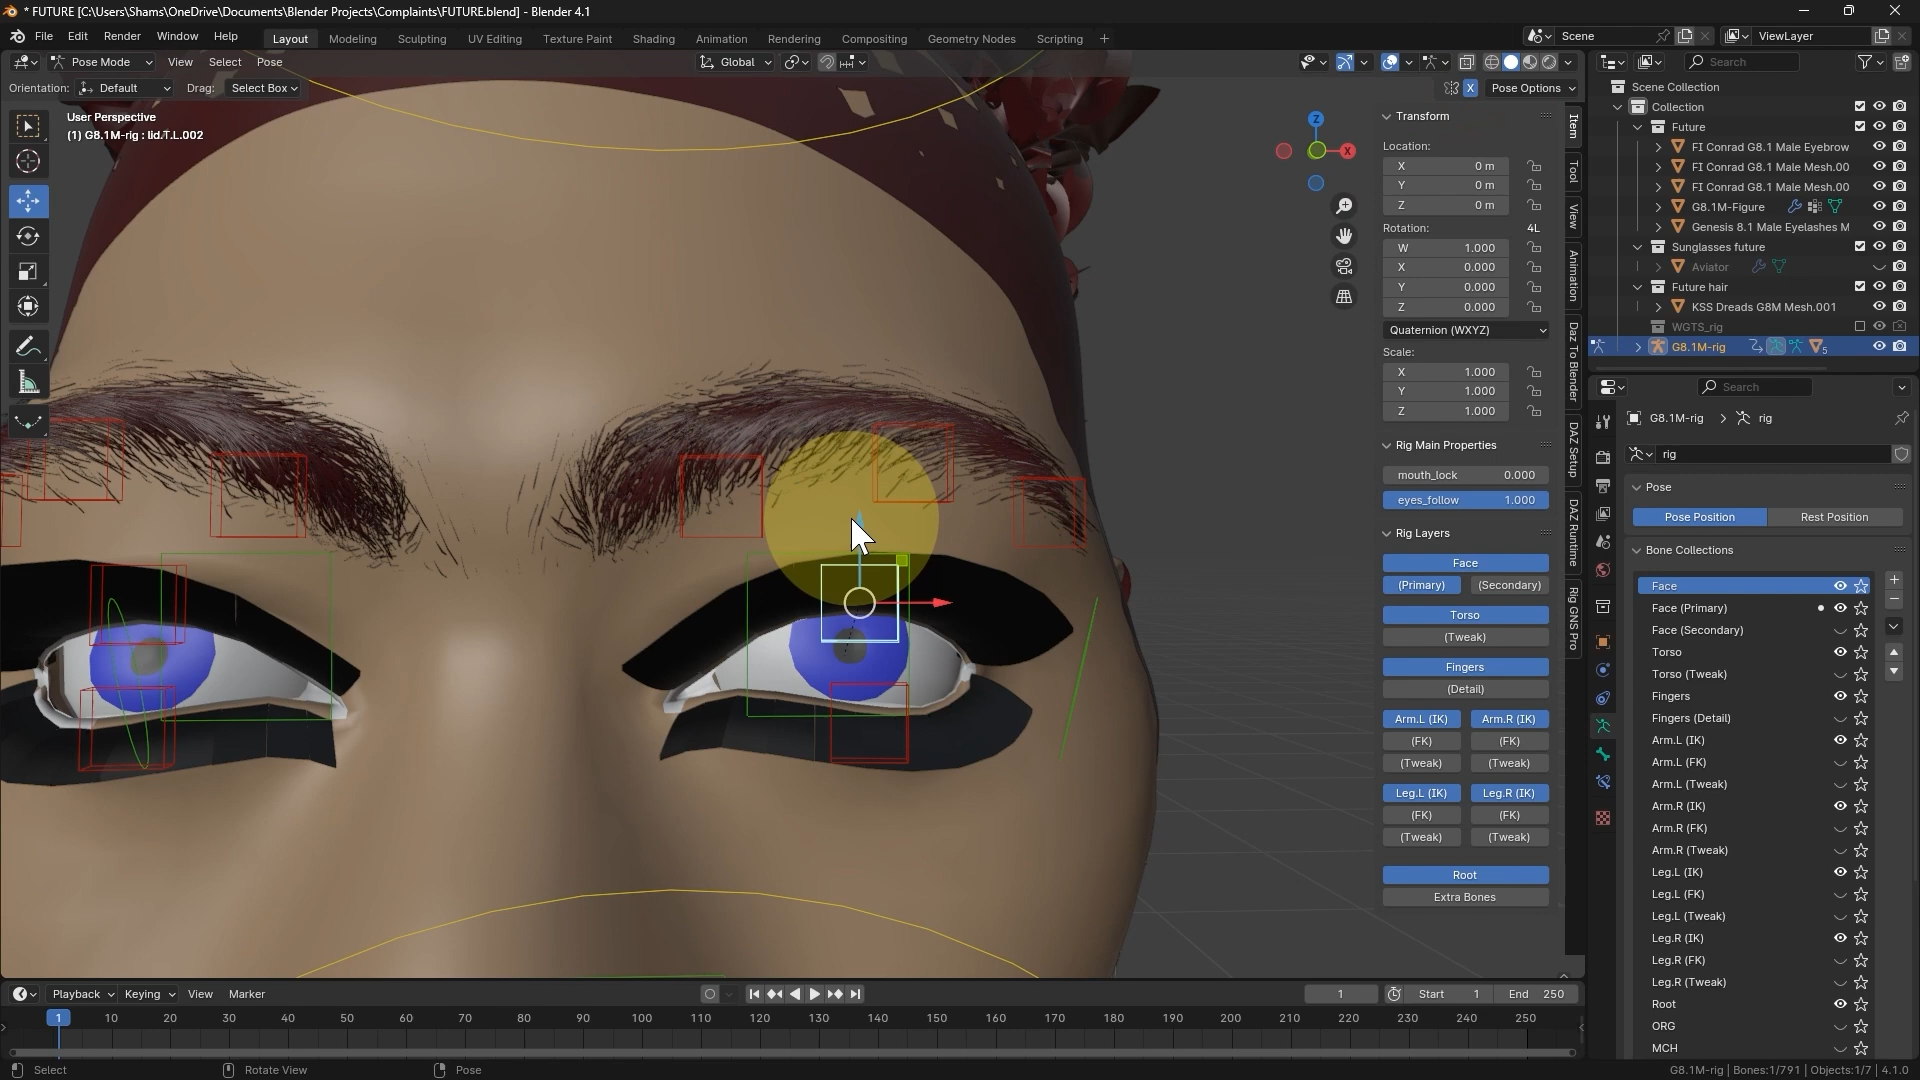 * FUTURE [C:\Users\Shams\OneDrive\Documents\Blender Projects\Complaints\FUTURE.blend] - Blender 4.1
File Edit Render Window Help
Layout Modeling Sculpting UV Editing Texture Paint Shading Animation Rendering Compositing Geometry Nodes Scripting +
Scene
ViewLayer
Pose Mode View Select Pose
Global
Search
Orientation: Default Drag: Select Box
X Pose Options
User Perspective
(1) G8.1M-rig : lid.T.L.002
Z
X
Transform
Location:
X 0 m
Y 0 m
Z 0 m
Rotation: 4L
W 1.000
X 0.000
Y 0.000
Z 0.000
Quaternion (WXYZ)
Scale:
X 1.000
Y 1.000
Z 1.000
Rig Main Properties
mouth_lock 0.000
eyes_follow 1.000
Rig Layers
Face
(Primary) (Secondary)
Torso
(Tweak)
Fingers
(Detail)
Arm.L (IK) Arm.R (IK)
(FK) (FK)
(Tweak) (Tweak)
Leg.L (IK) Leg.R (IK)
(FK) (FK)
(Tweak) (Tweak)
Root
Extra Bones
Item
Tool
View
Animation
Daz To Blender
DAZ Setup
DAZ Runtime
Rig GNS Pro
Scene Collection
Collection
Future
FI Conrad G8.1 Male Eyebrow
FI Conrad G8.1 Male Mesh.00
FI Conrad G8.1 Male Mesh.00
G8.1M-Figure
Genesis 8.1 Male Eyelashes M
Sunglasses future
Aviator
Future hair
KSS Dreads G8M Mesh.001
WGTS_rig
G8.1M-rig 5
Search
G8.1M-rig > rig
rig
Pose
Pose Position Rest Position
Bone Collections
Face
Face (Primary)
Face (Secondary)
Torso
Torso (Tweak)
Fingers
Fingers (Detail)
Arm.L (IK)
Arm.L (FK)
Arm.L (Tweak)
Arm.R (IK)
Arm.R (FK)
Arm.R (Tweak)
Leg.L (IK)
Leg.L (FK)
Leg.L (Tweak)
Leg.R (IK)
Leg.R (FK)
Leg.R (Tweak)
Root
ORG
MCH
Playback Keying View Marker
1 Start 1 End 250
1 10 20 30 40 50 60 70 80 90 100 110 120 130 140 150 160 170 180 190 200 210 220 230 240 250
Select Rotate View Pose
G8.1M-rig | Bones:1/791 | Objects:1/7 | 4.1.0